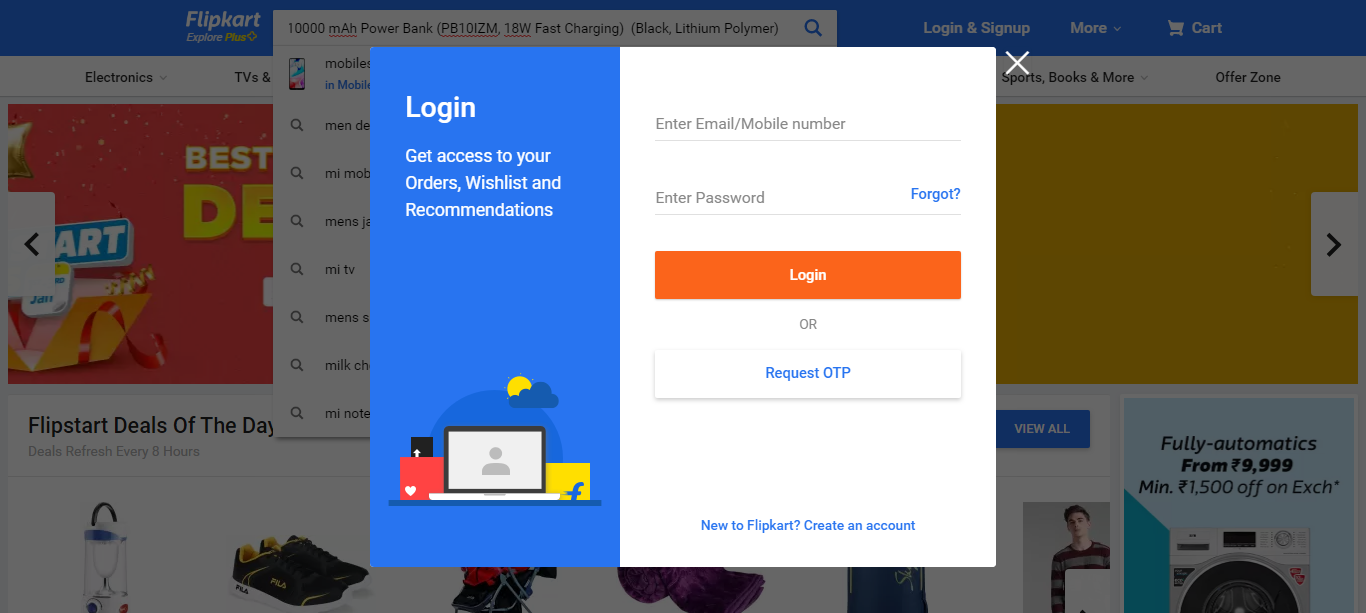 Flipkart
Explore Plus
10000 mAh Power Bank (PB10IZM, 18W Fast Charging) (Black, Lithium Polymer)
Login & Signup
More
Cart
Electronics
TVs &
Sports, Books & More
Offer Zone
mobiles
in Mobile
men de
mi mob
mens ja
mi tv
mens s
milk cho
mi note
BEST
DE
ART
Jan
Login
Get access to your
Orders, Wishlist and
Recommendations
Enter Email/Mobile number
Enter Password
Forgot?
Login
OR
Request OTP
New to Flipkart? Create an account
Flipstart Deals Of The Day
Deals Refresh Every 8 Hours
VIEW ALL
Fully-automatics
From ₹9,999
Min. ₹1,500 off on Exch*
FILA
FILA